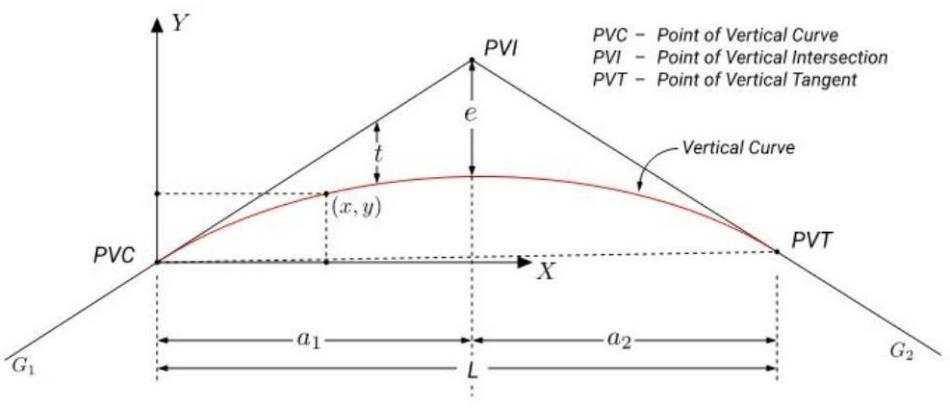 Y
PVI
PVC – Point of Vertical Curve
PVI – Point of Vertical Intersection
PVT – Point of Vertical Tangent
e
t
Vertical Curve
(x, y)
PVC
PVT
X
a₁
a₂
G₁
G₂
L